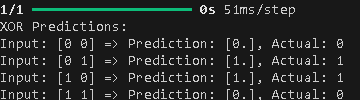 1/1 ━━━━━━━━━━━━━━━━━━━━ 0s 51ms/step
XOR Predictions:
Input: [0 0] => Prediction: [0.], Actual: 0
Input: [0 1] => Prediction: [1.], Actual: 1
Input: [1 0] => Prediction: [1.], Actual: 1
Input: [1 1] => Prediction: [0.], Actual: 0